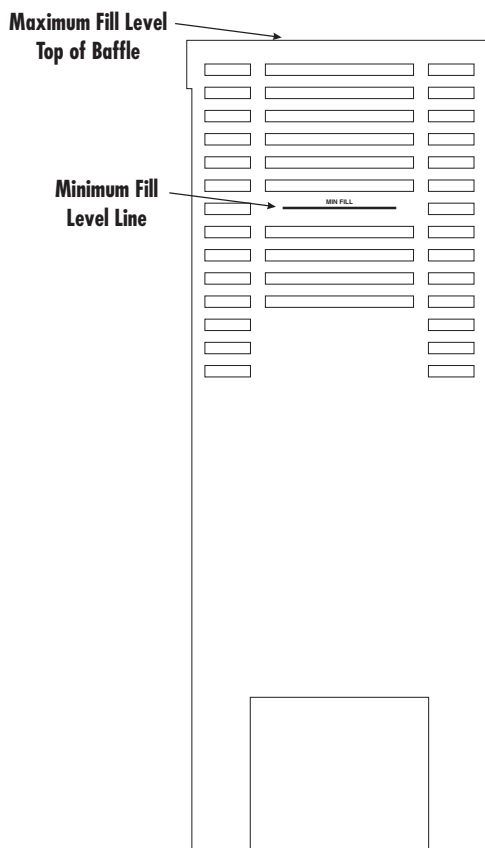 Maximum Fill Level
Top of Baffle
Minimum Fill
Level Line
MIN FILL